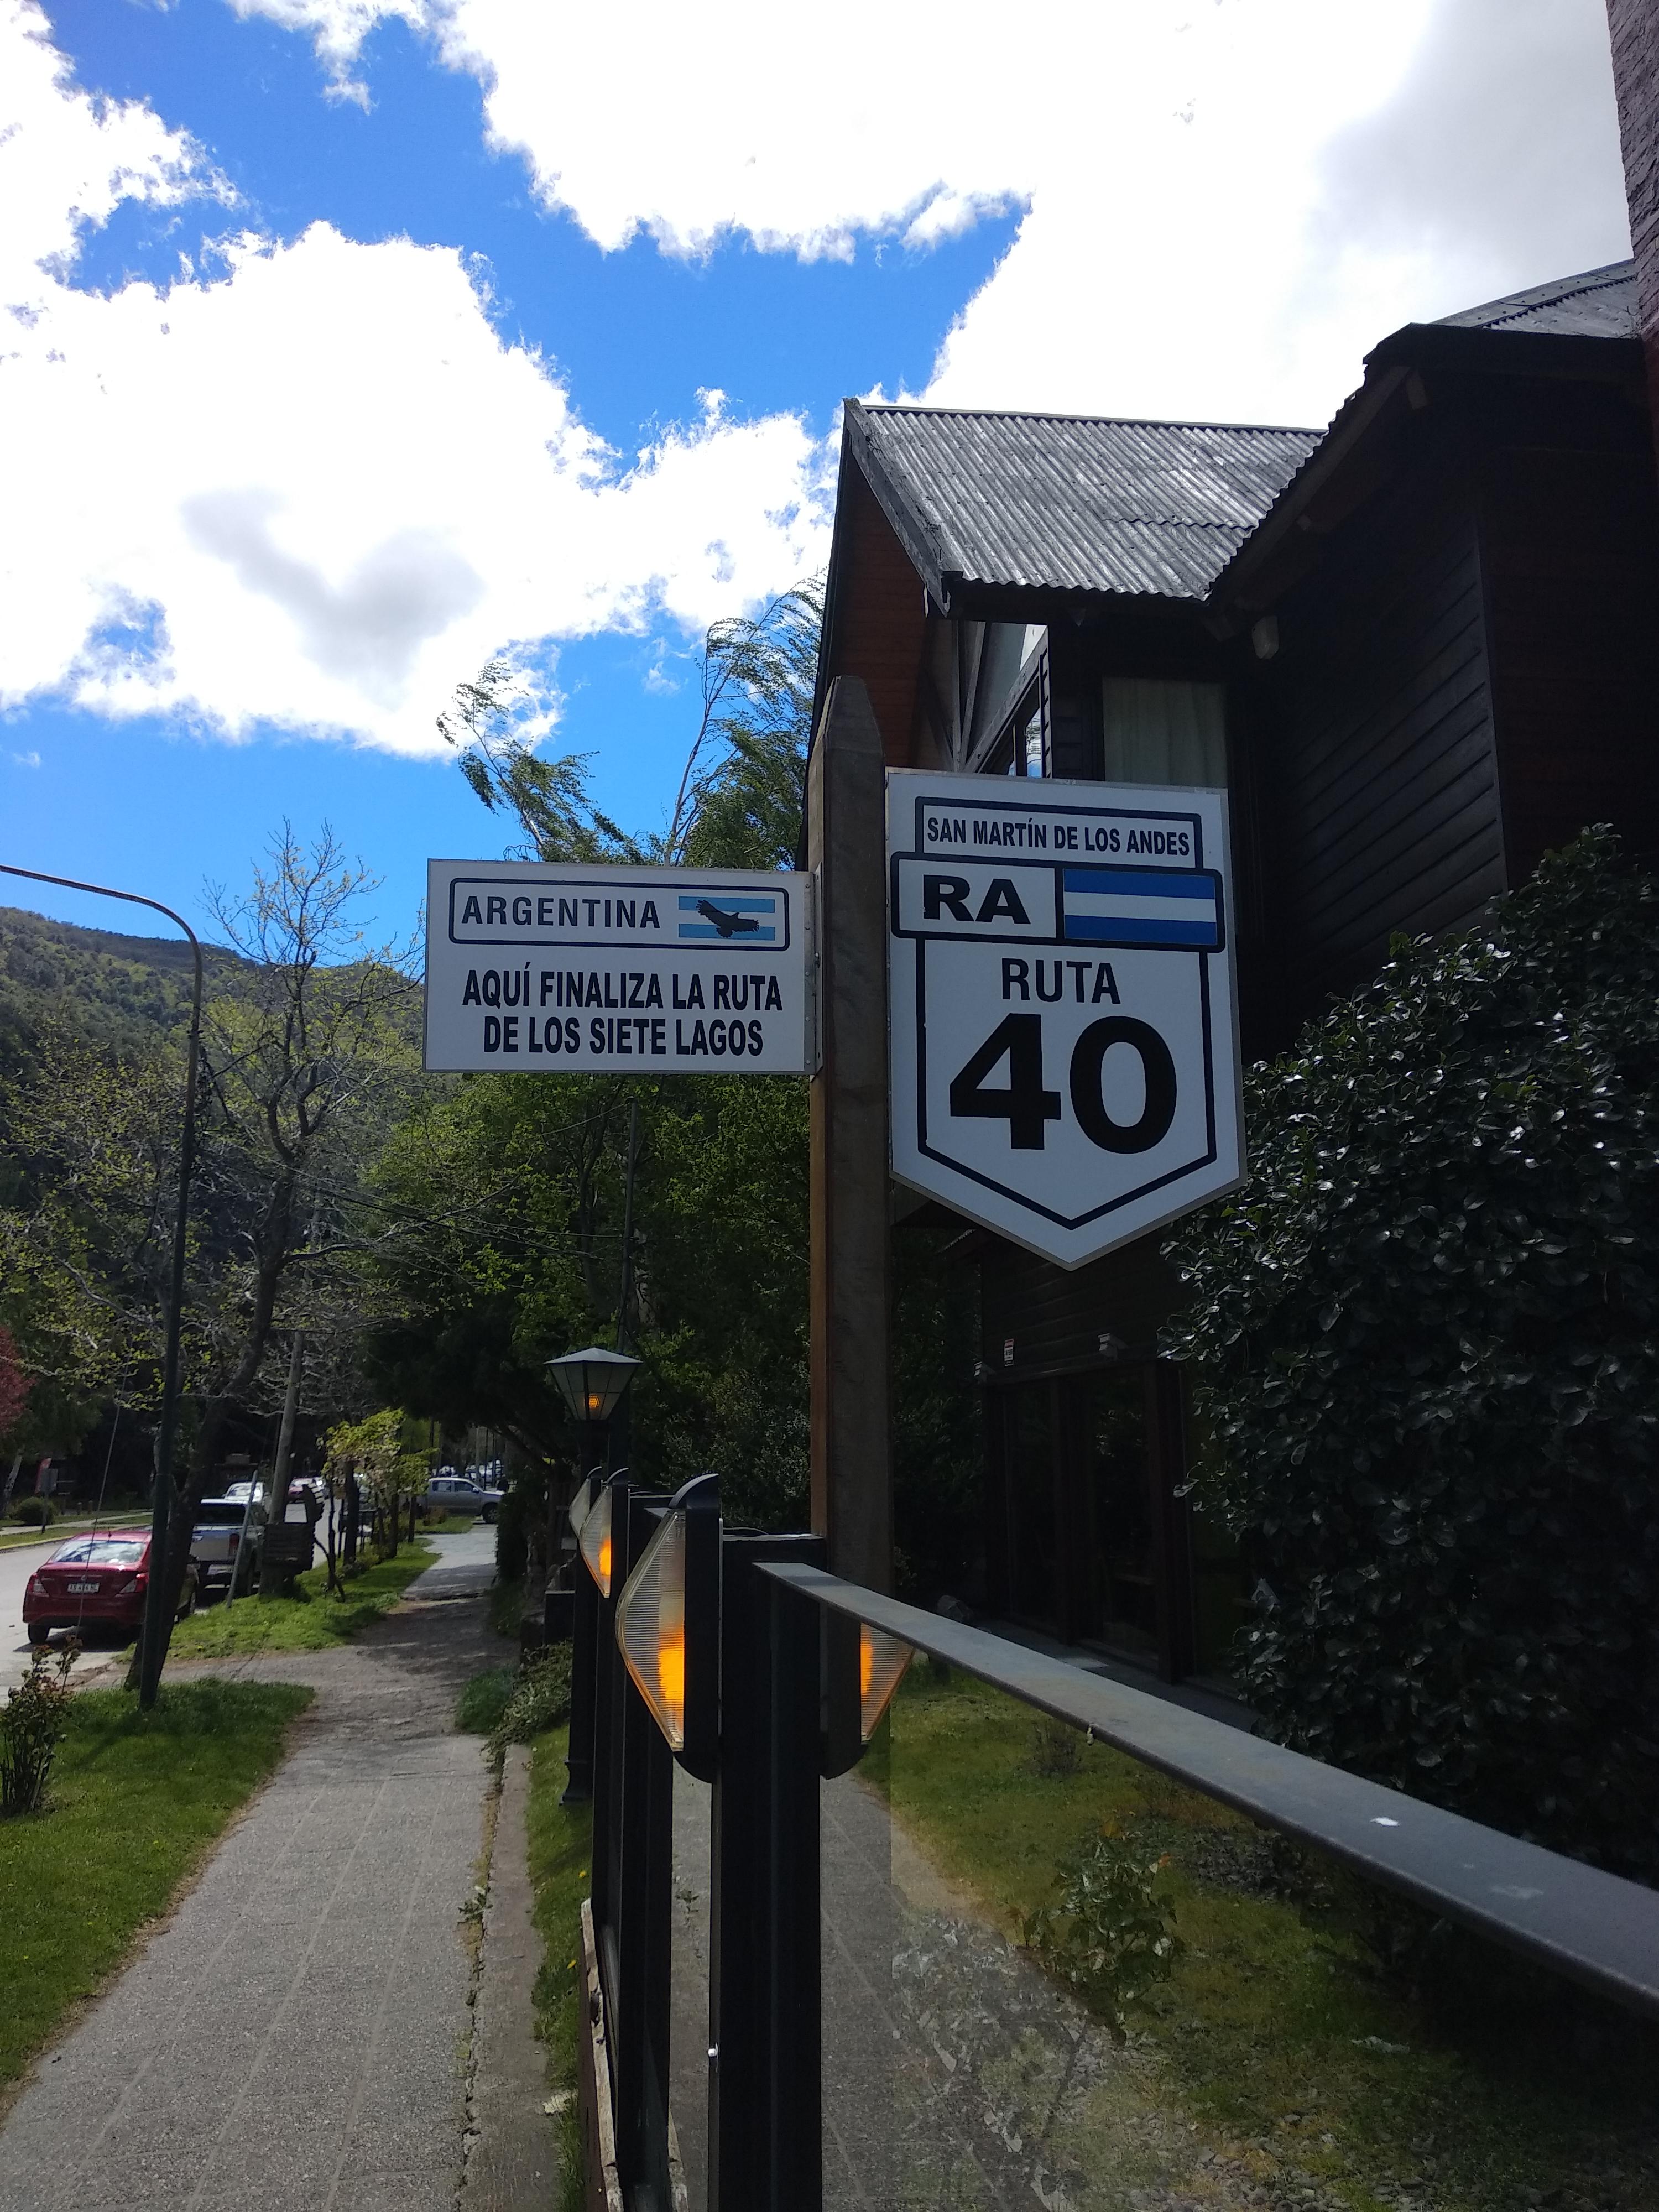 ARGENTINA
AQUÍ FINALIZA LA RUTA
DE LOS SIETE LAGOS
SAN MARTÍN DE LOS ANDES
RA
RUTA
40